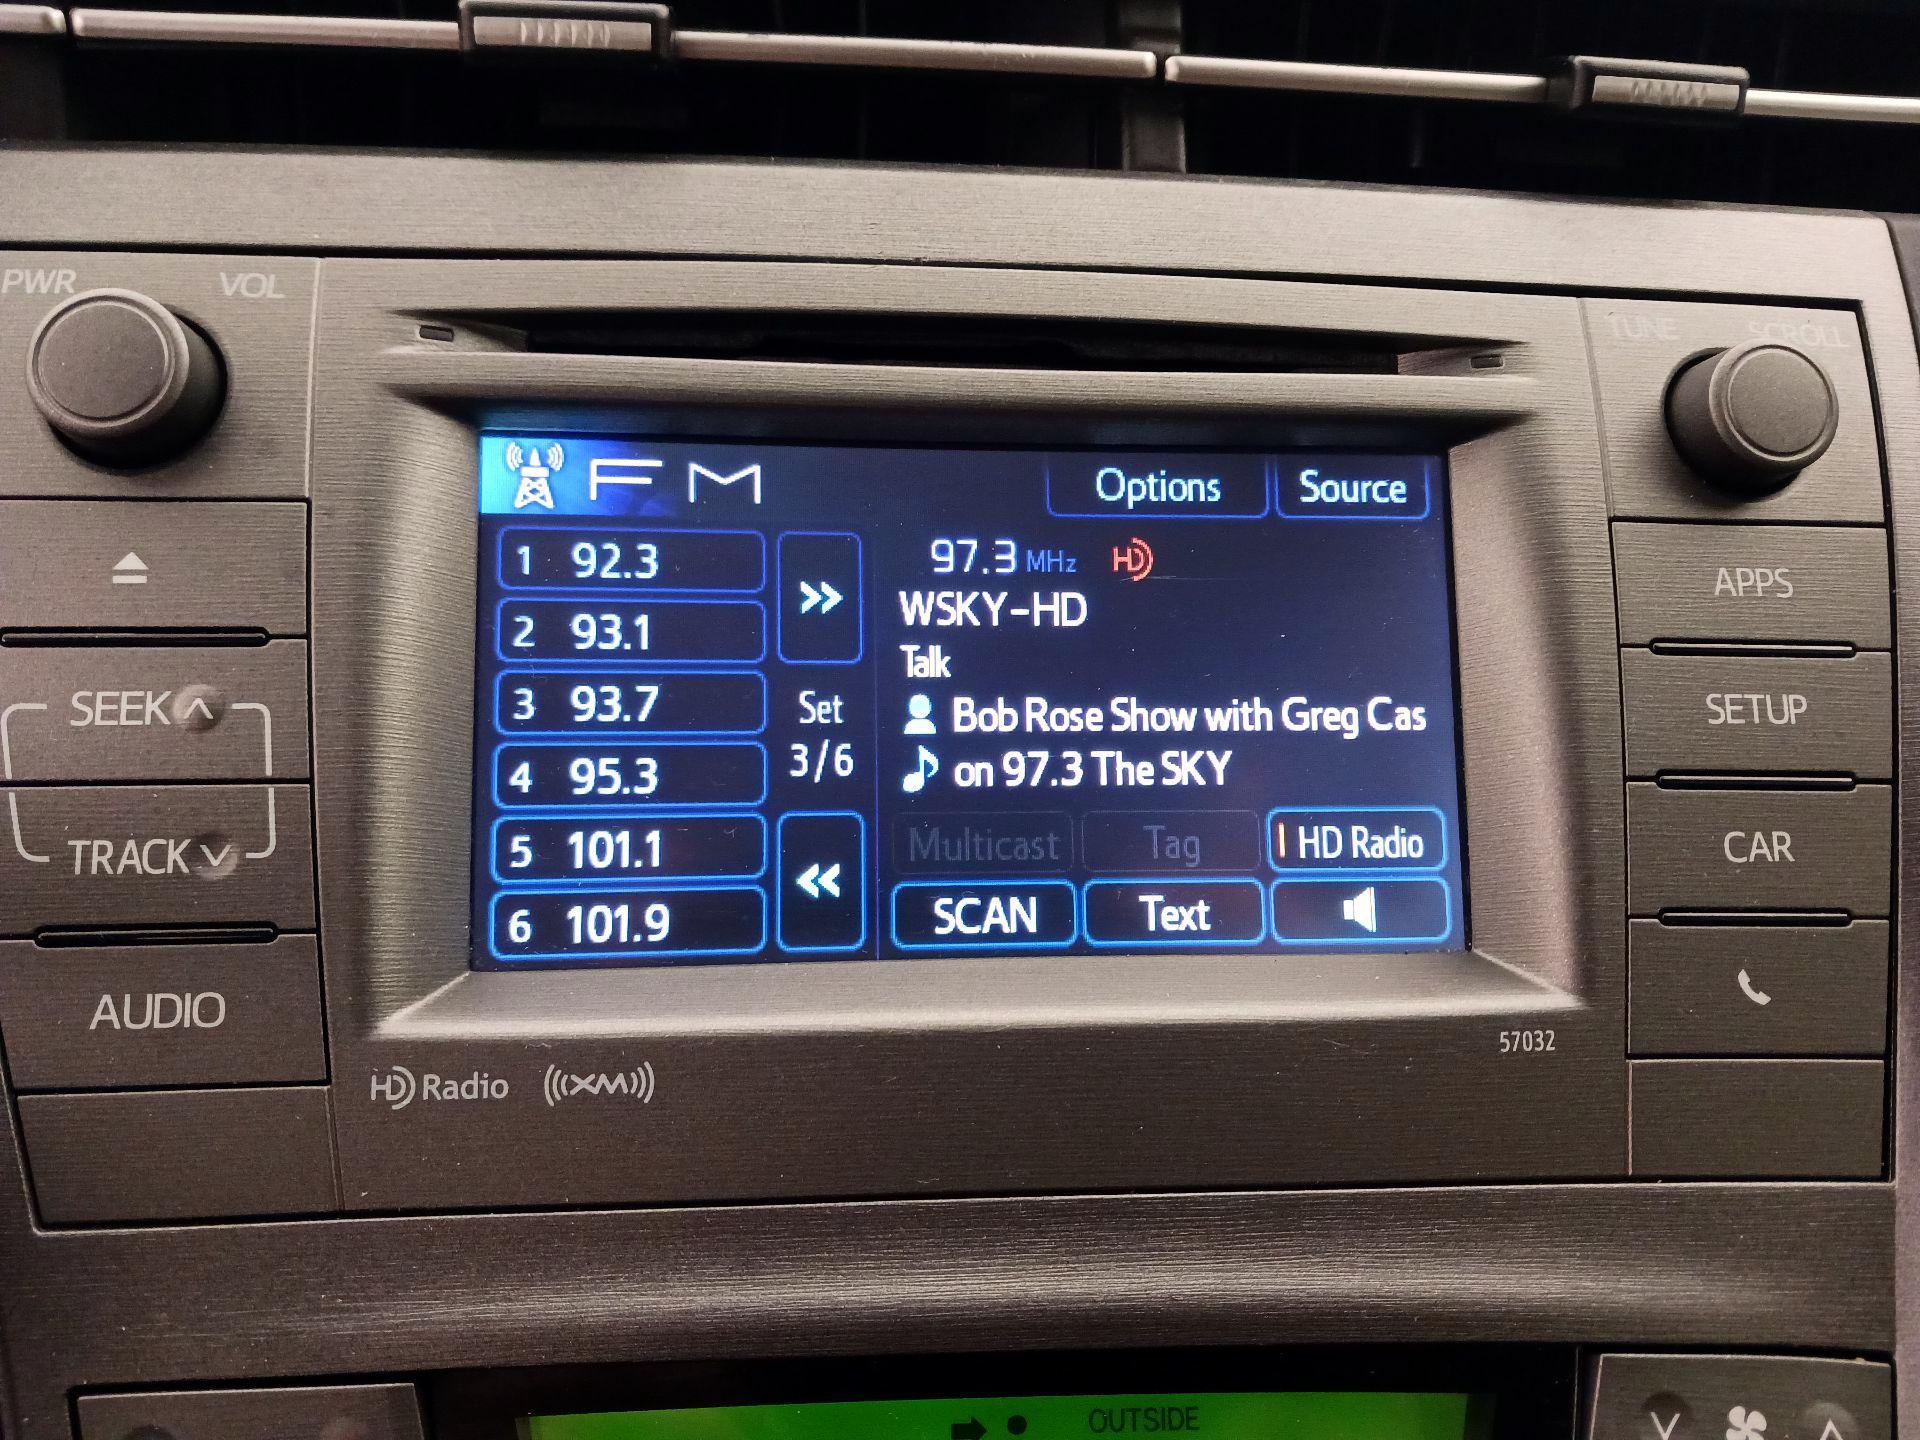 PWR VOL
TUNE SCROLL
FM Options Source
1 92.3
2 93.1
3 93.7
4 95.3
5 101.1
6 101.9
>>
Set
3/6
<<
97.3 MHz HD
WSKY-HD
Talk
Bob Rose Show with Greg Cas
on 97.3 The SKY
Multicast Tag HD Radio
SCAN Text
SEEK
TRACK
AUDIO
APPS
SETUP
CAR
57032
HD Radio ((XM))
OUTSIDE